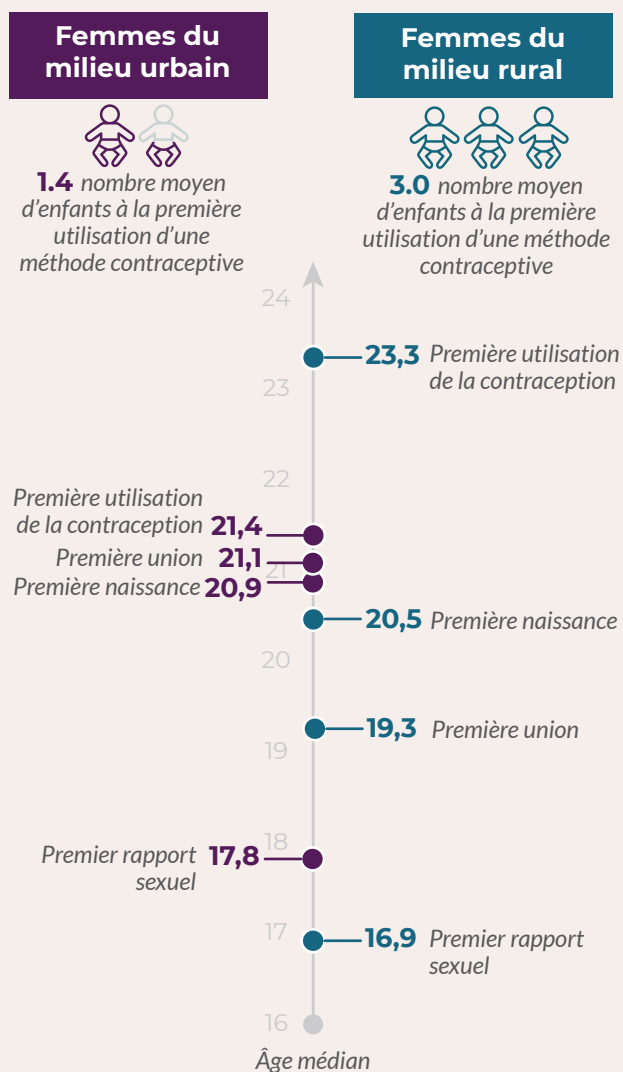 Femmes du
milieu urbain
1.4 nombre moyen
d'enfants à la première
utilisation d'une
méthode contraceptive
Femmes du
milieu rural
3.0 nombre moyen
d'enfants à la première
utilisation d'une méthode
contraceptive
24
23,3 Première utilisation
de la contraception
23
22
Première utilisation
de la contraception 21,4
Première union 21,1
21
Première naissance 20,9
20,5 Première naissance
20
19,3 Première union
19
18
Premier rapport 17,8
sexuel
17
16,9 Premier rapport
sexuel
16
Âge médian